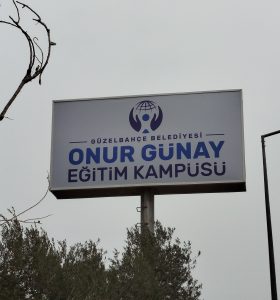 GÜZELBAHÇE BELEDİYESİ
ONUR GÜNAY
EĞİTİM KAMPÜSÜ